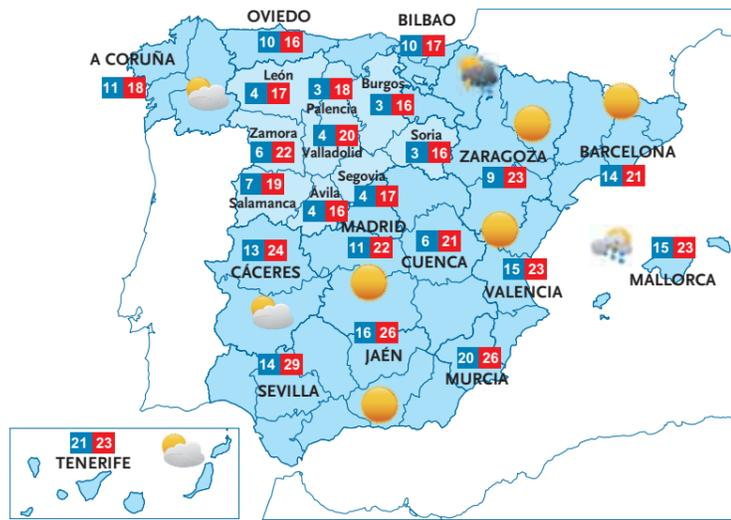 OVIEDO
10 16
BILBAO
10 17
A CORUÑA
11 18
León
4 17
3 18
Palencia
Burgos
3 16
Zamora
6 22
4 20
Valladolid
Soria
3 16
ZARAGOZA
9 23
BARCELONA
14 21
7 19
Salamanca
Ávila
4 16
Segovia
4 17
MADRID
11 22
6 21
CUENCA
13 24
CÁCERES
15 23
VALENCIA
15 23
MALLORCA
16 26
JAÉN
20 26
MURCIA
14 29
SEVILLA
21 23
TENERIFE